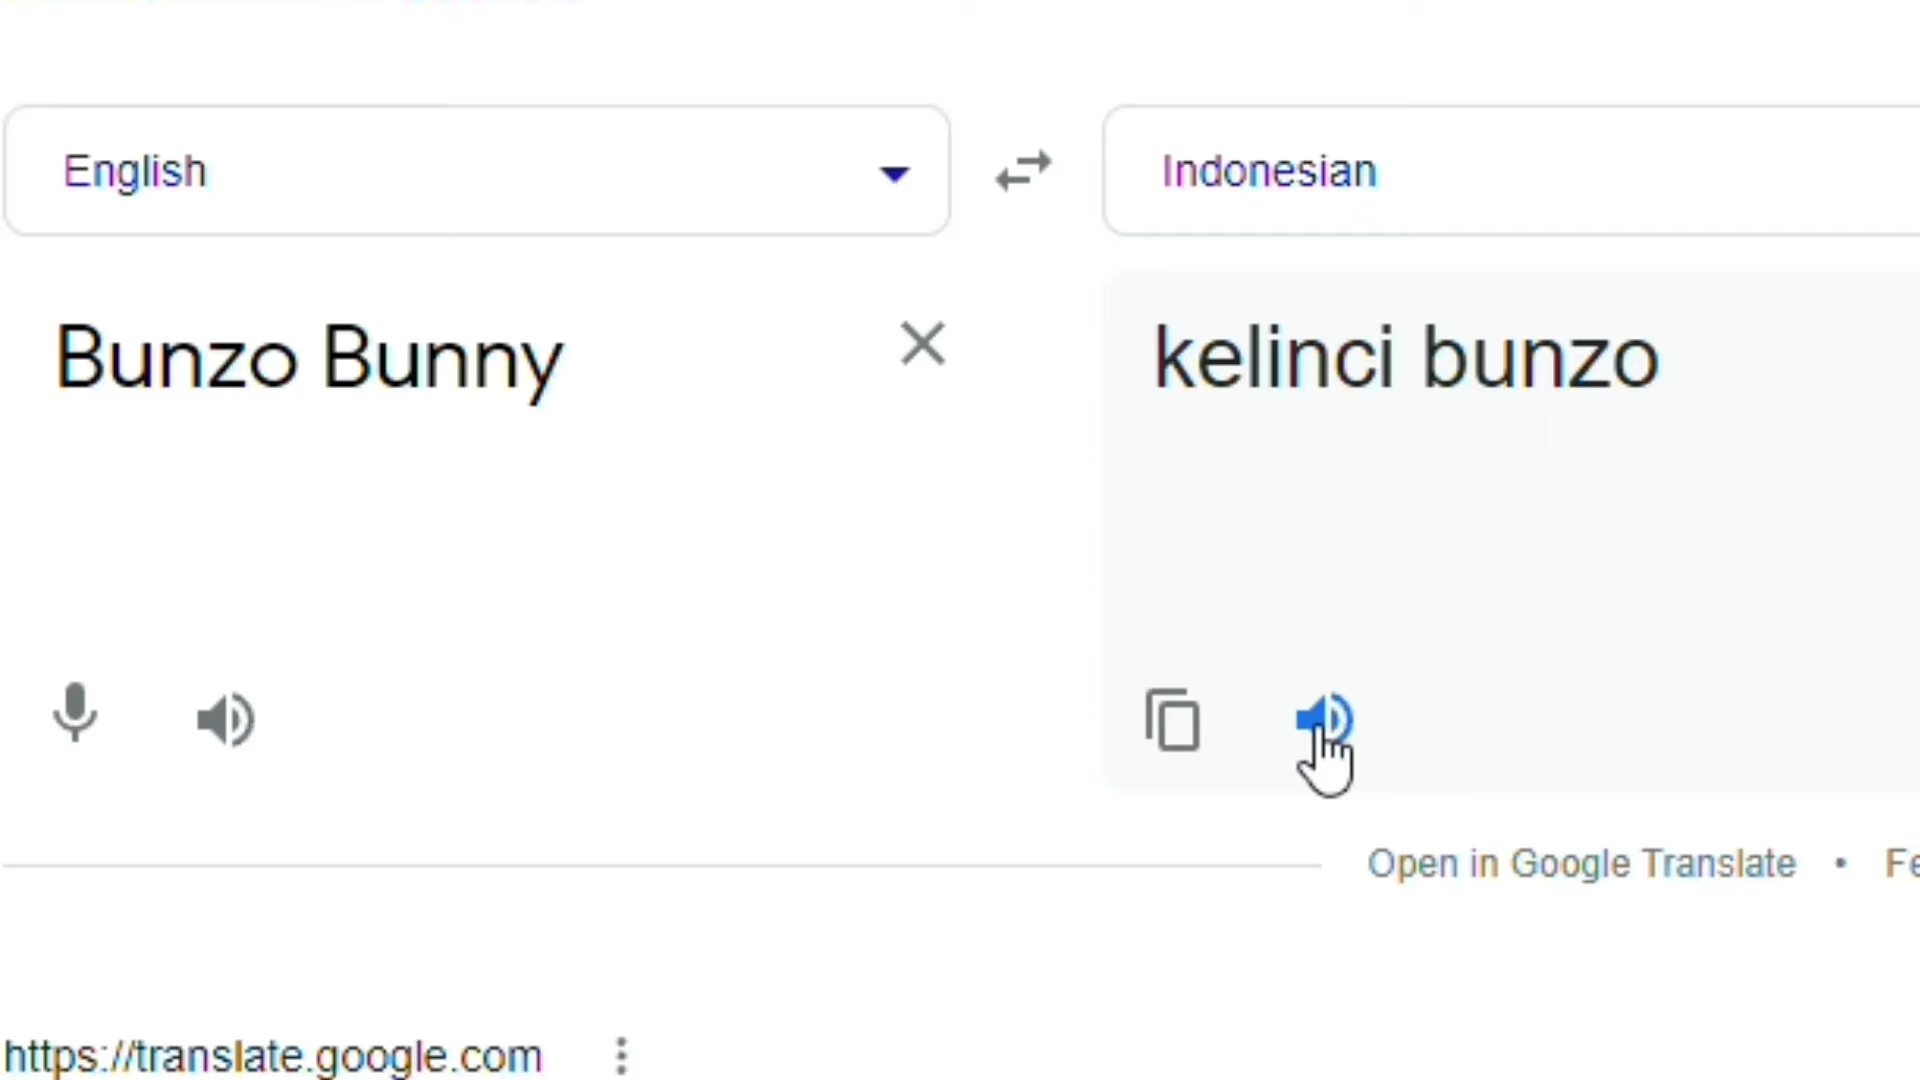 English
Indonesian
Bunzo Bunny
kelinci bunzo
Open in Google Translate •
https://translate.google.com